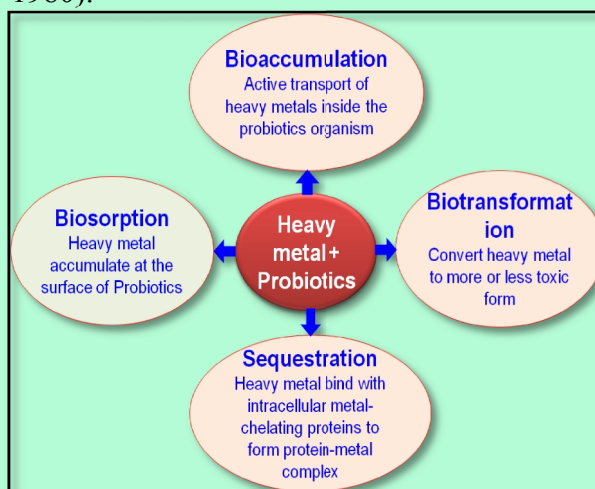 1980).
Bioaccumulation
Active transport of
heavy metals inside the
probiotics organism
Biosorption
Heavy metal
accumulate at the
surface of Probiotics
Heavy
metal+
Probiotics
Biotransformat
ion
Convert heavy metal
to more or less toxic
form
Sequestration
Heavy metal bind with
intracellular metal-
chelating proteins to
form protein-metal
complex